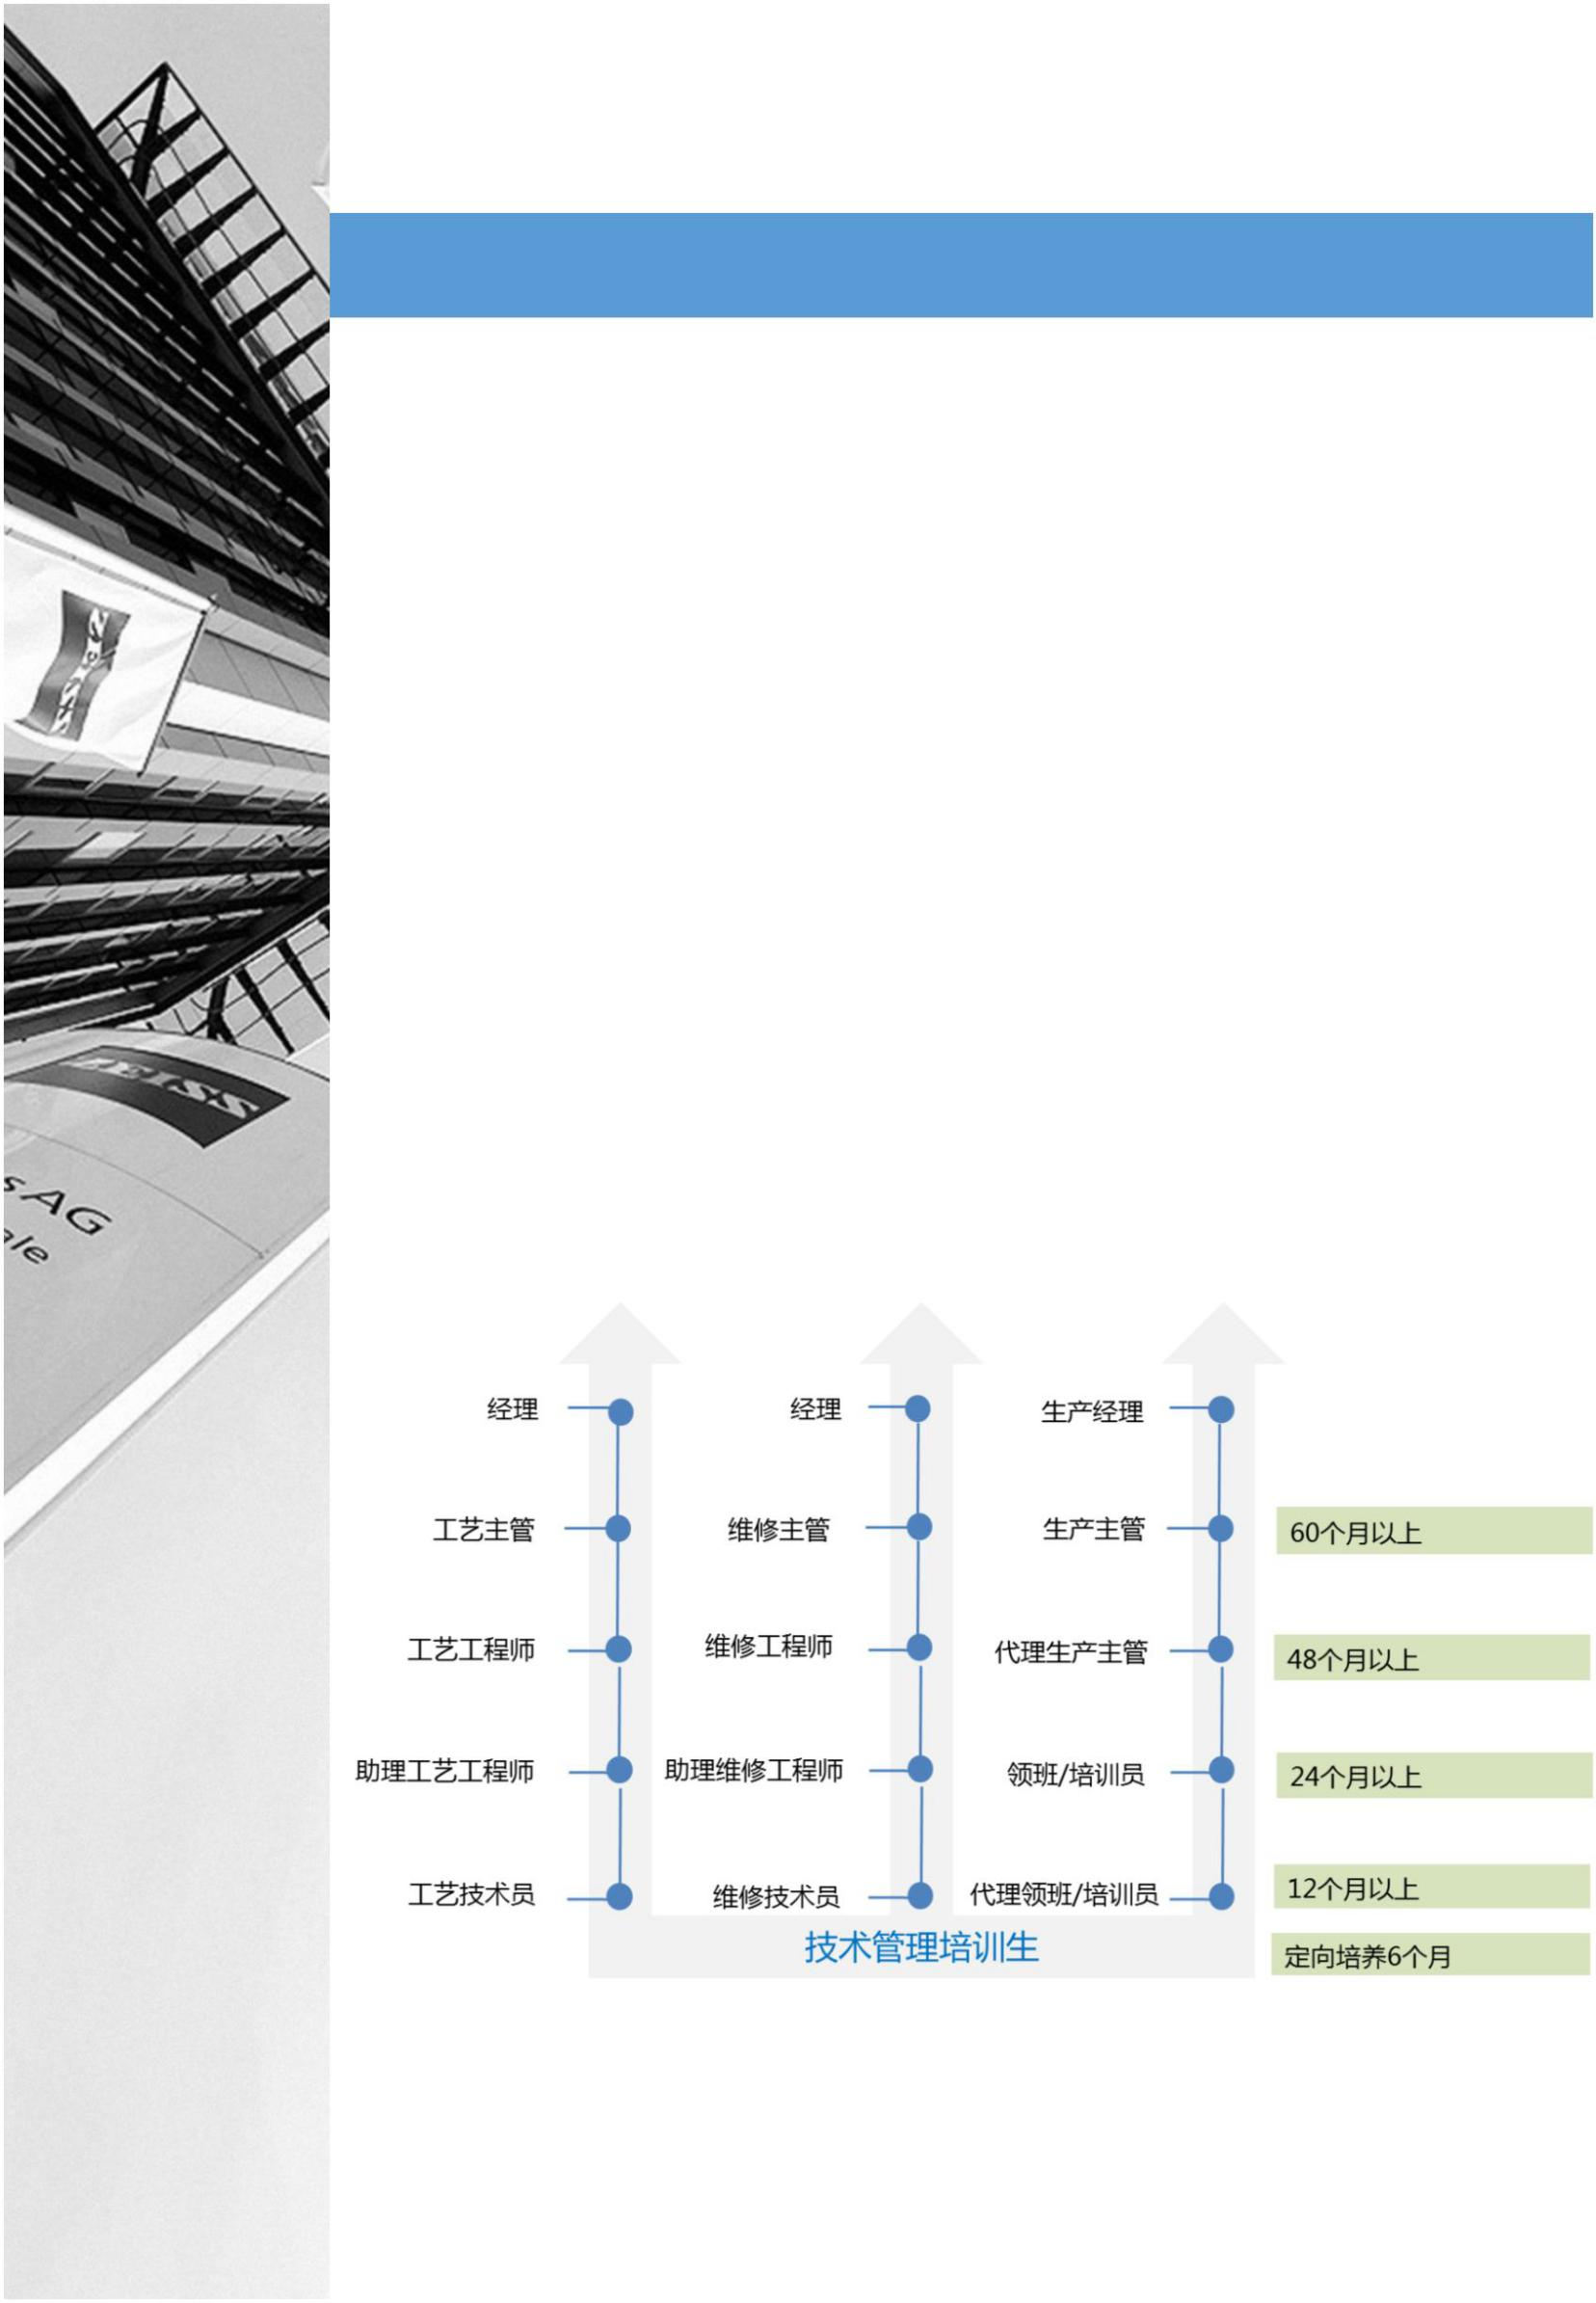 ZEISS
ZEISS
s AG
ale
经理
经理
生产经理
工艺主管
维修主管
生产主管
60个月以上
工艺工程师
维修工程师
代理生产主管
48个月以上
助理工艺工程师
助理维修工程师
领班/培训员
24个月以上
工艺技术员
维修技术员
代理领班/培训员
12个月以上
技术管理培训生
定向培养6个月